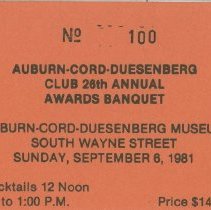 No 100
AUBURN-CORD-DUESENBERG
CLUB 26th ANNUAL
AWARDS BANQUET
BURN-CORD-DUESENBERG MUSEU
SOUTH WAYNE STREET
SUNDAY, SEPTEMBER 6, 1981
cktails 12 Noon
to 1:00 P.M. Price $14